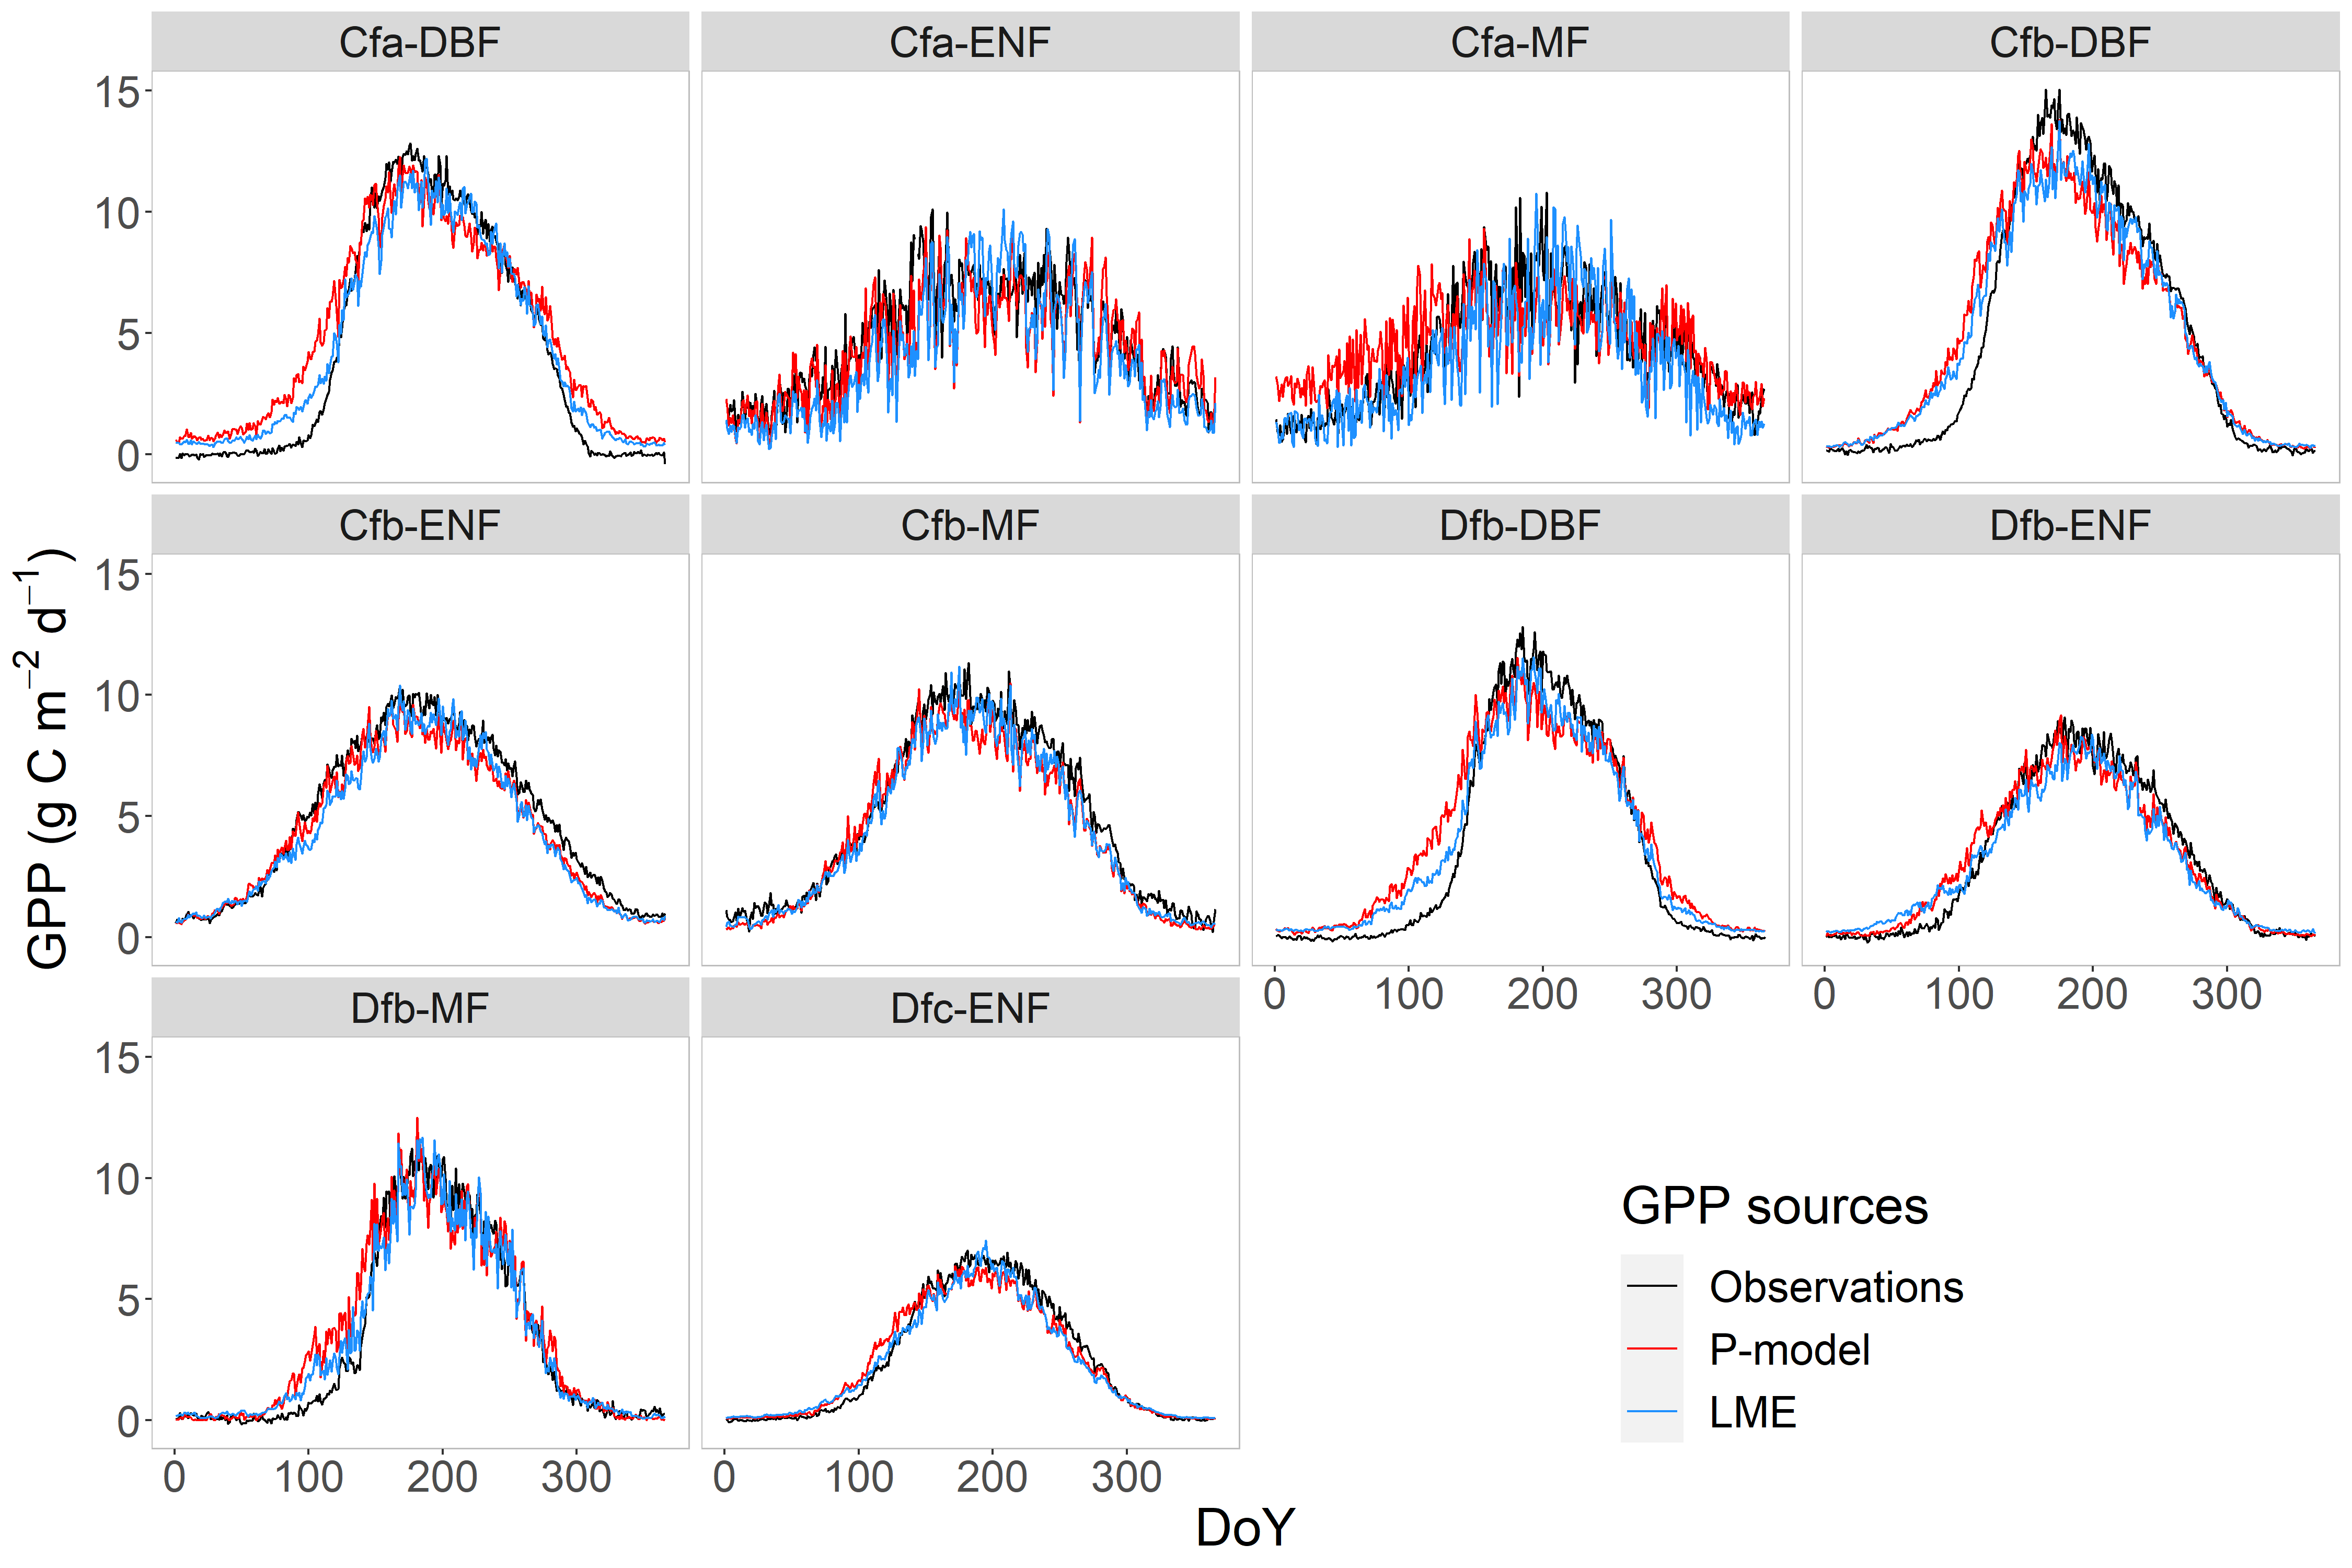 Cfa-DBF Cfa-ENF Cfa-MF Cfb-DBF
15
10
5
0
Cfb-ENF Cfb-MF Dfb-DBF Dfb-ENF
15
10
5
0
0 100 200 300 0 100 200 300
Dfb-MF Dfc-ENF
15
10
5
0
0 100 200 300 0 100 200 300
GPP (g C m⁻² d⁻¹)
DoY
GPP sources
Observations
P-model
LME